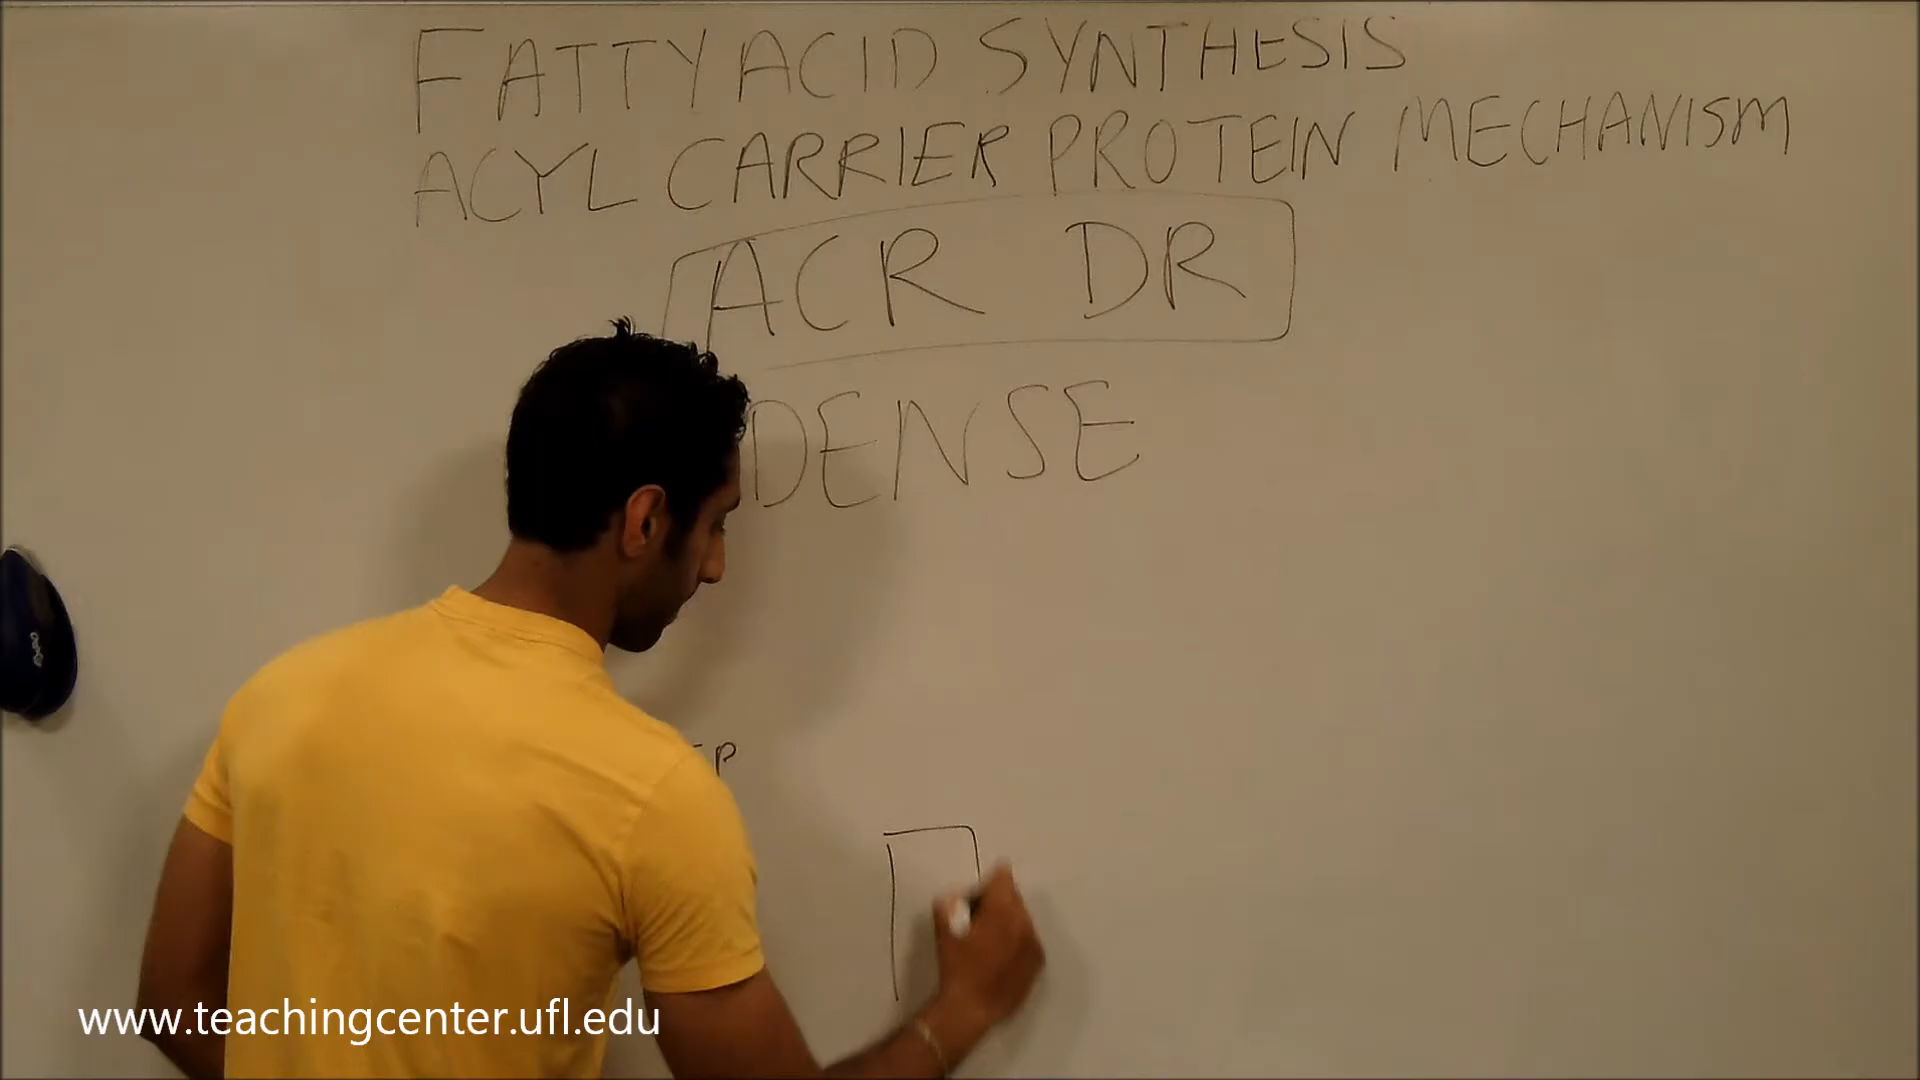 FATTY ACID SYNTHESIS
ACYL CARRIER PROTEIN MECHANISM
ACR DR
DENSE
www.teachingcenter.ufl.edu